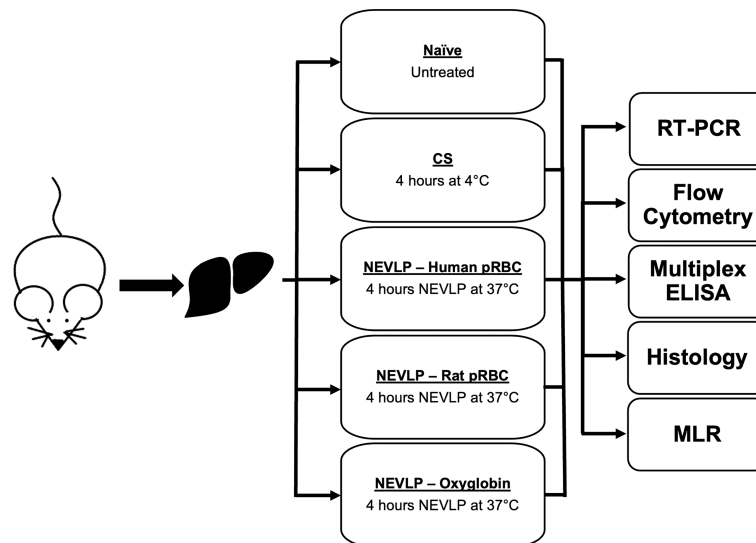 Naïve
Untreated
CS
4 hours at 4°C
NEVLP – Human pRBC
4 hours NEVLP at 37°C
NEVLP – Rat pRBC
4 hours NEVLP at 37°C
NEVLP – Oxyglobin
4 hours NEVLP at 37°C
RT-PCR
Flow
Cytometry
Multiplex
ELISA
Histology
MLR